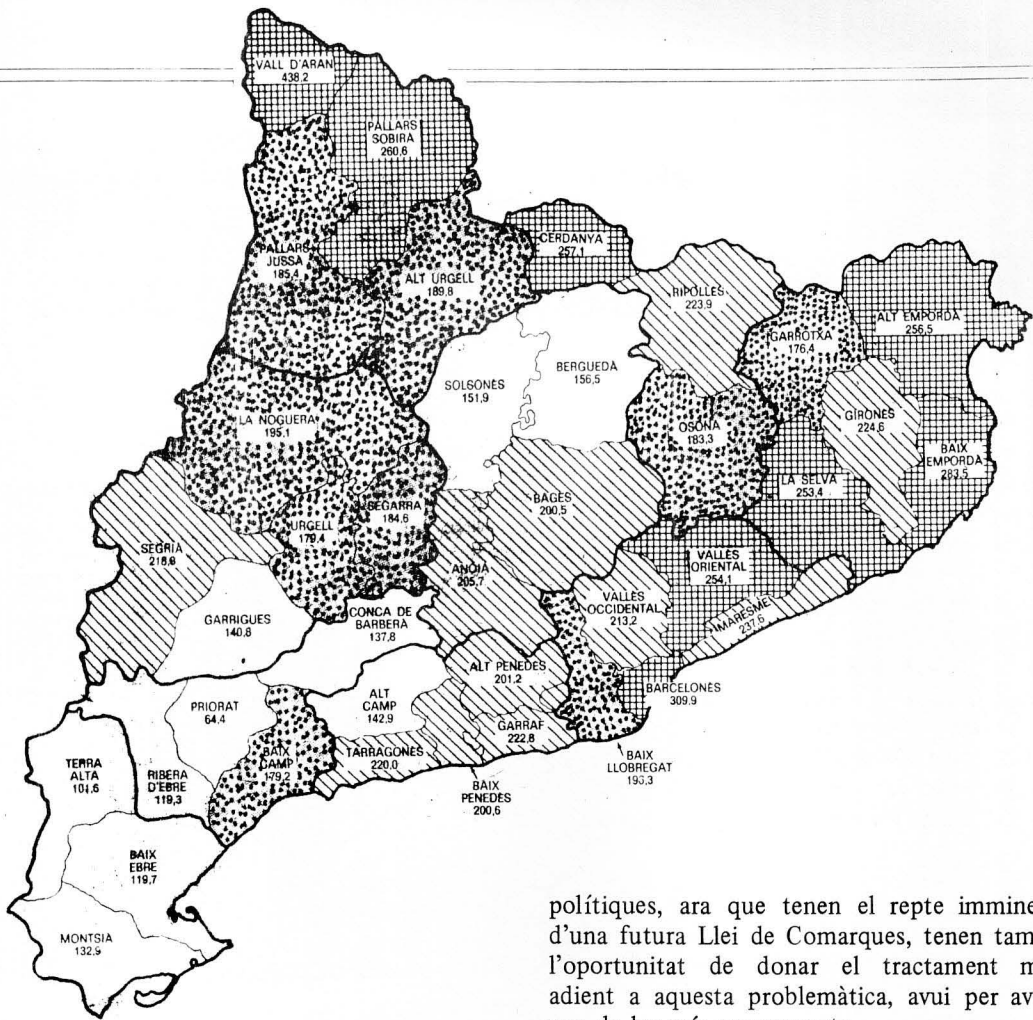 VALL D'ARAN
438,2
PALLARS
SOBIRA
260,6
PALLARS
JUSSA
185,4
ALT URGELL
189,8
CERDANYA
257,1
RIPOLLES
223,9
GARROTXA
176,4
ALT EMPORDA
256,5
SOLSONÈS
151,9
BERGUEDA
156,5
LA NOGUERA
195,1
OSONA
183,3
GIRONES
224,6
BAIX
EMPORDA
283,5
LA SELVA
253,4
URGELL
179,4
SEGARRA
184,6
BAGES
200,5
SEGRIA
ANOIA
205,7
VALLES
ORIENTAL
254,1
VALLES
OCCIDENTAL
213,2
MARESME
237,6
GARRIGUES
140,8
CONCA DE
BARBERA
137,8
ALT PENEDES
201,2
BARCELONES
309,9
PRIORAT
64,4
ALT
CAMP
142,9
GARRAF
222,8
TARRAGONES
220,0
BAIX
CAMP
179,2
BAIX
LLOBREGAT
BAIX
PENEDES
200,6
TERRA
ALTA
101,6
RIBERA
D'EBRE
119,3
BAIX
EBRE
119,7
MONTSIA
132,9
polítiques, ara que tenen el repte immine
d'una futura Llei de Comarques, tenen tam
l'oportunitat de donar el tractament m
adient a aquesta problemàtica, avui per av